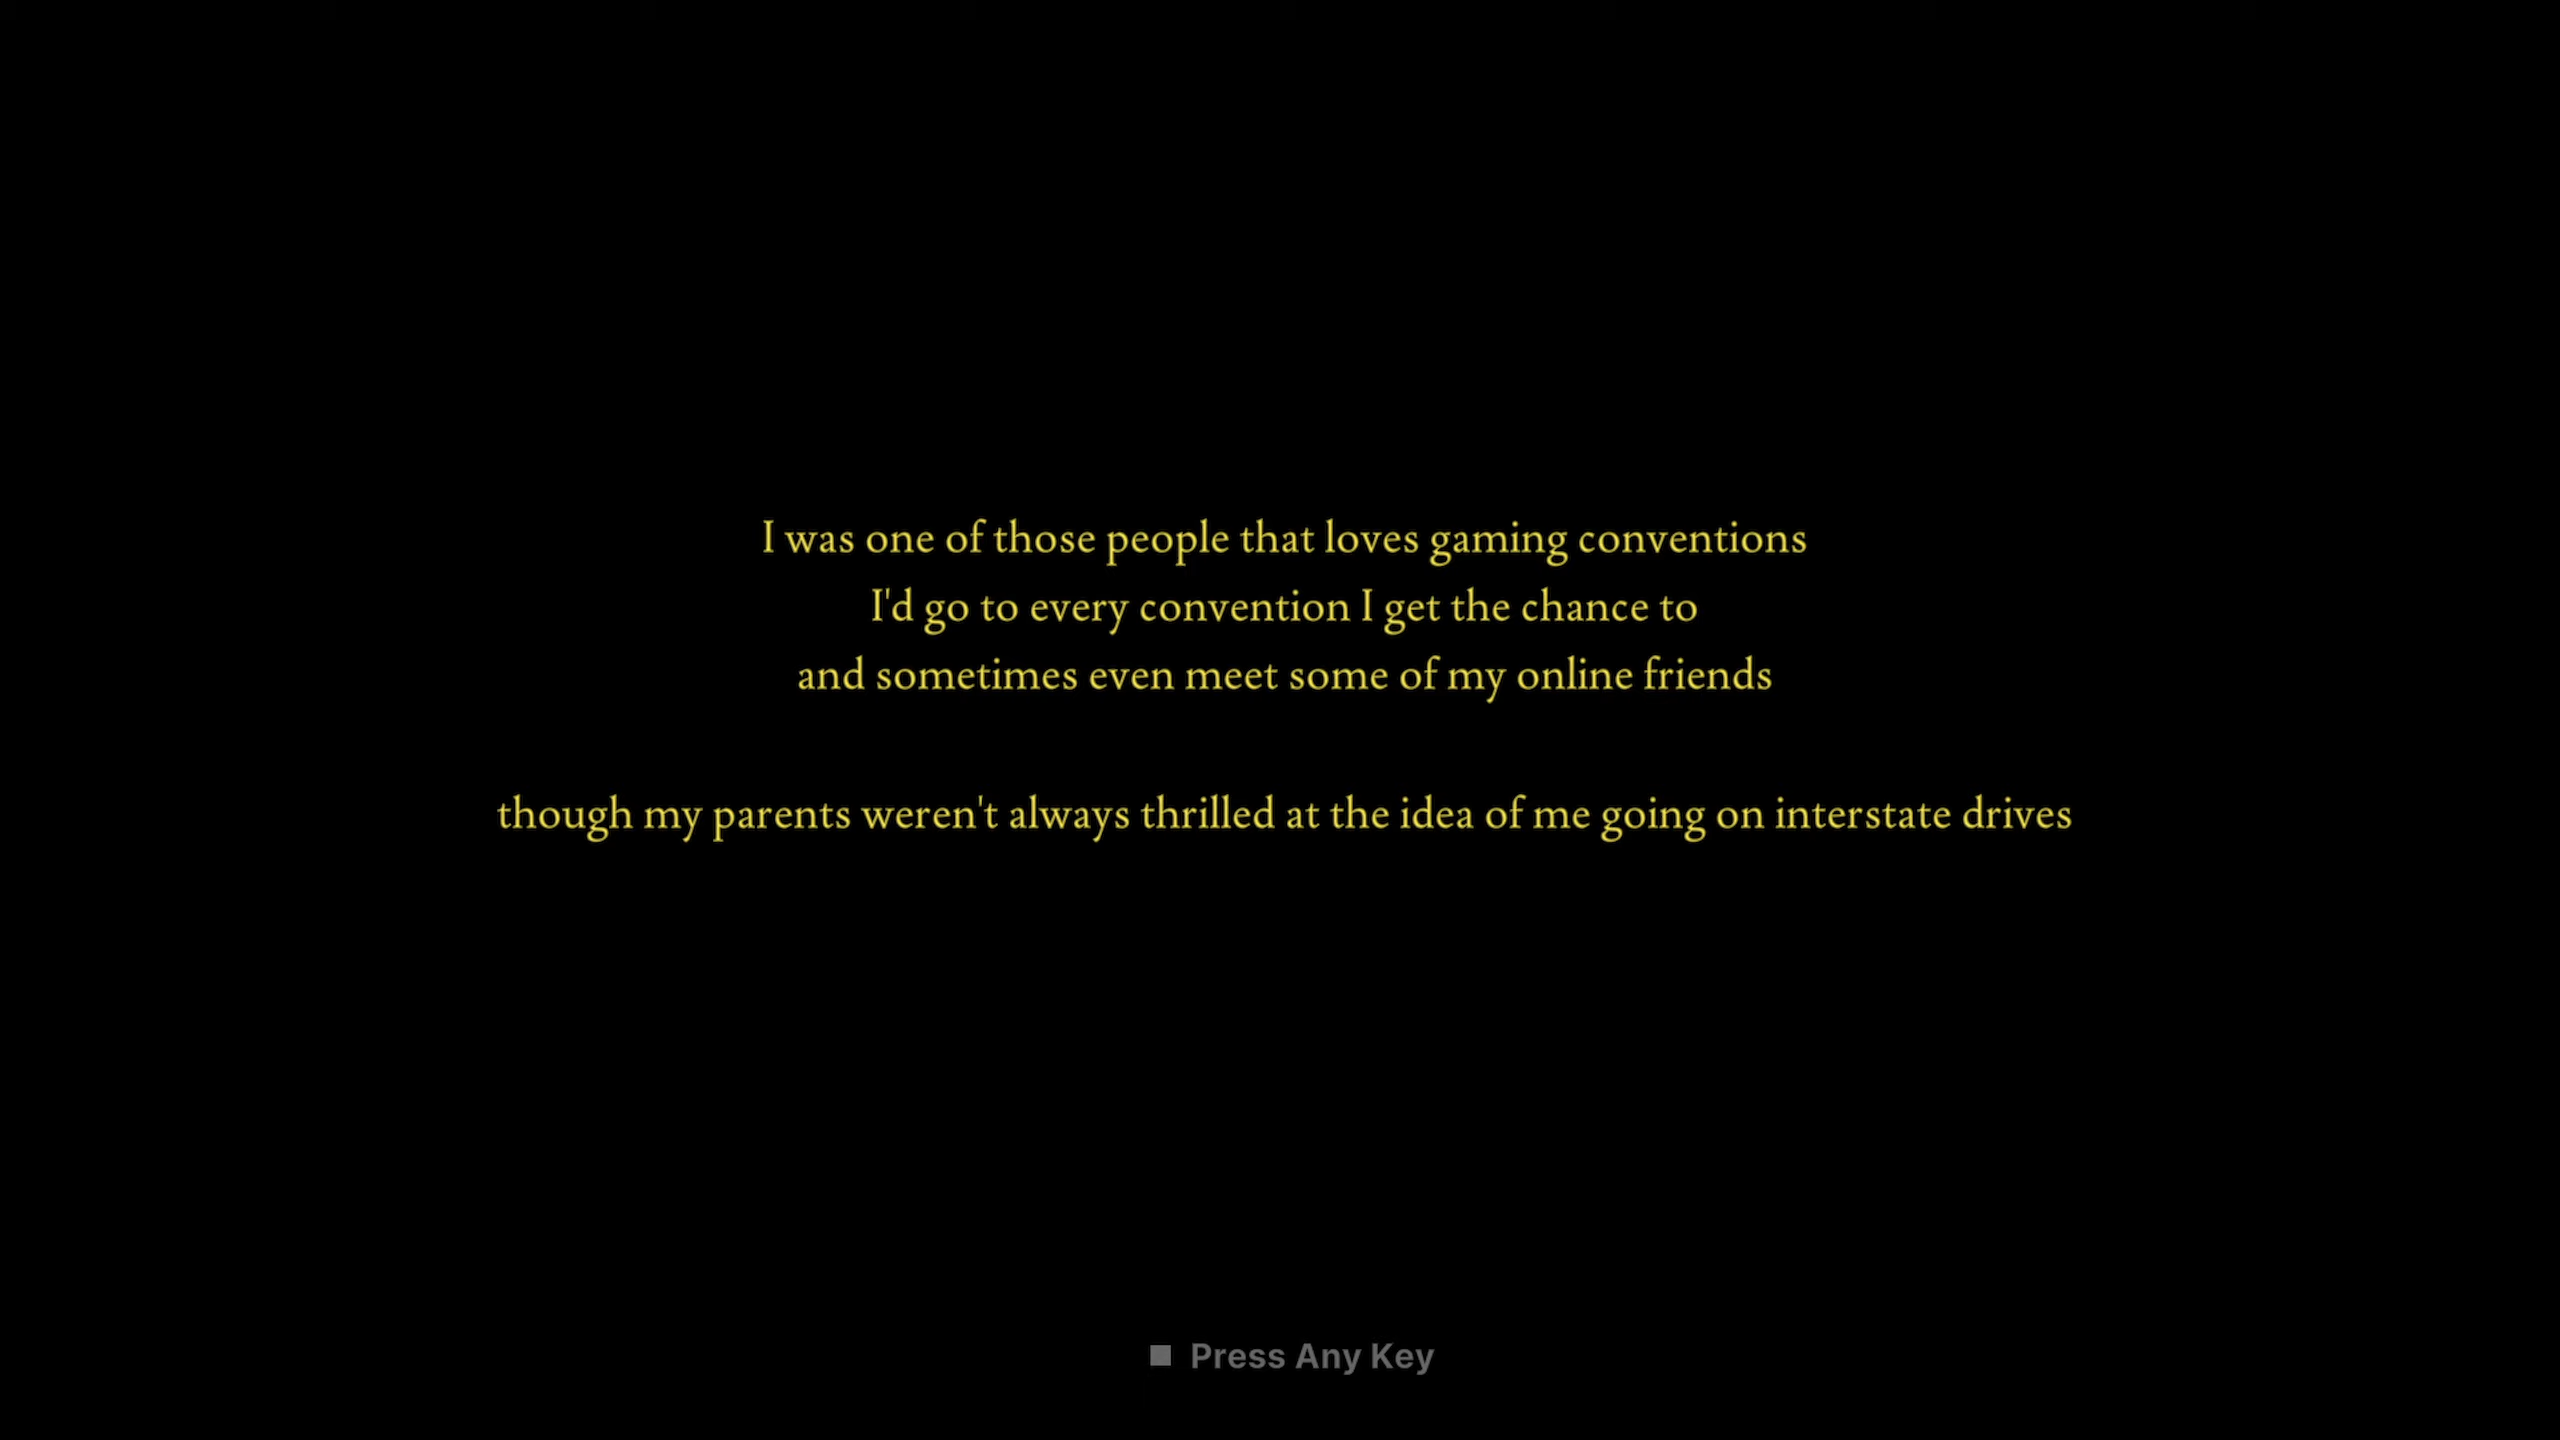 I was one of those people that loves gaming conventions
I'd go to every convention I get the chance to
and sometimes even meet some of my online friends
though my parents weren't always thrilled at the idea of me going on interstate drives
Press Any Key